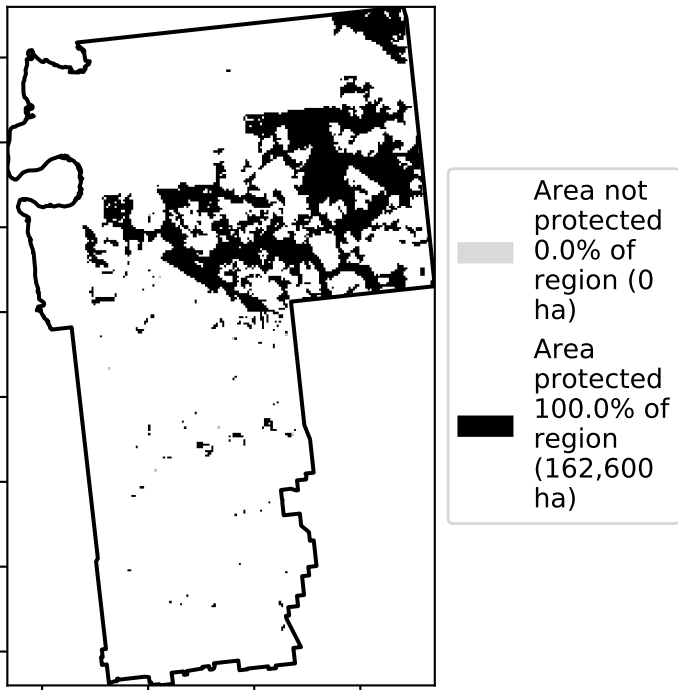 Area not
protected
0.0% of
region (0
ha)
Area
protected
100.0% of
region
(162,600
ha)